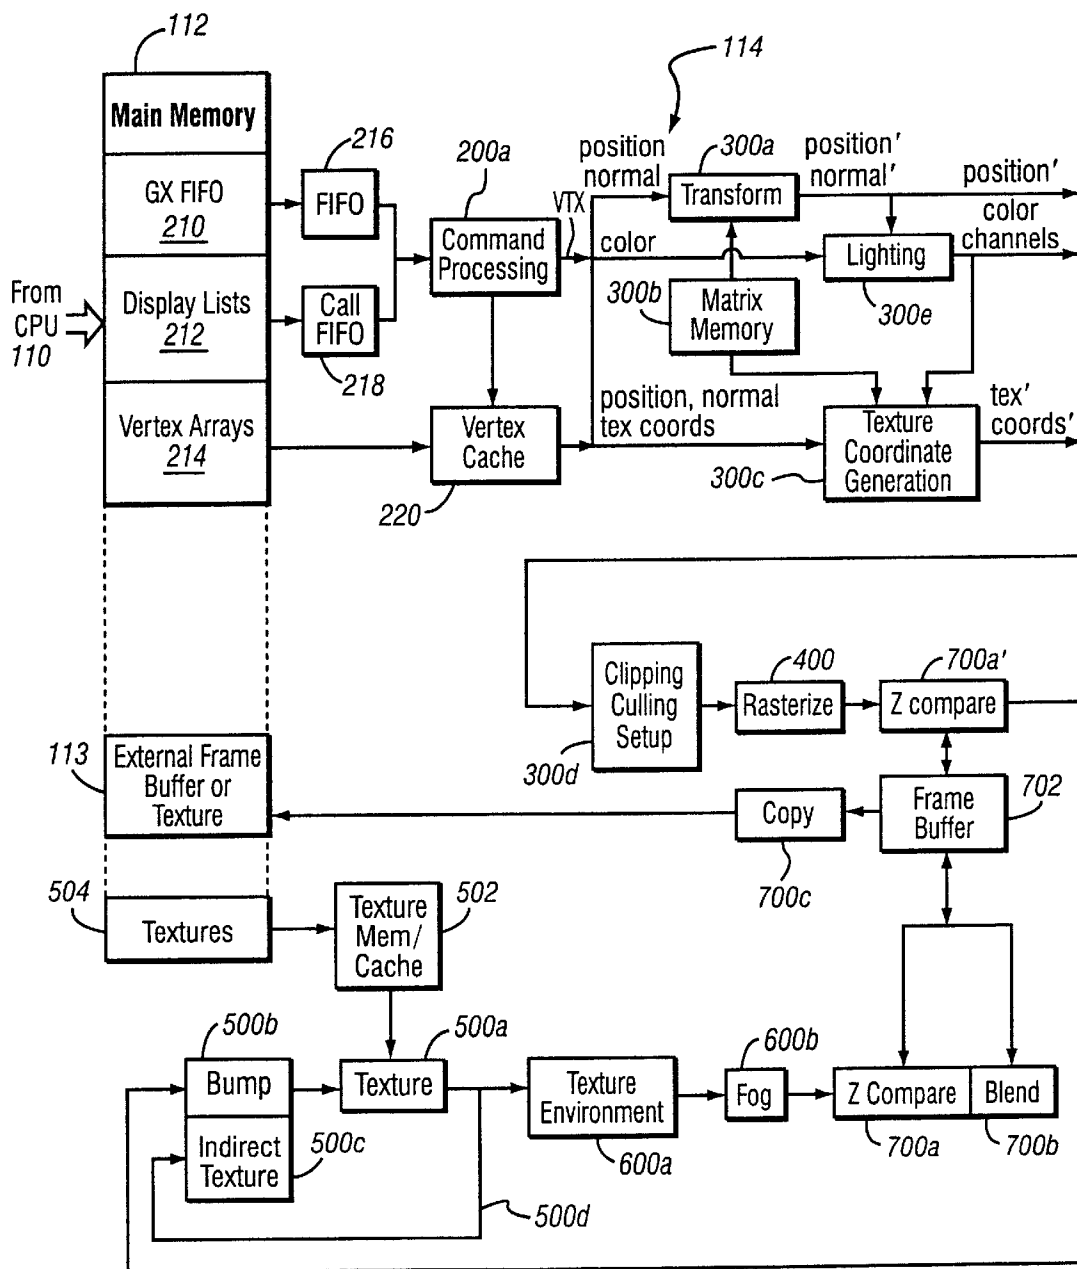 112
Main Memory
GX FIFO
210
Display Lists
212
Vertex Arrays
214
From
CPU
110
216
FIFO
Call
FIFO
218
200a
Command
Processing
Vertex
Cache
220
VTX
114
position
normal
300a
Transform
position′
normal′
position′
color
color
channels
Lighting
300e
300b
Matrix
Memory
position, normal
tex coords
Texture
Coordinate
Generation
300c
tex′
coords′
Clipping
Culling
Setup
300d
400
Rasterize
700a'
Z compare
113
External Frame
Buffer or
Texture
Copy
700c
Frame
Buffer
702
504
Textures
Texture
Mem/
Cache
502
500b
Bump
Indirect
Texture
500c
500a
Texture
500d
Texture
Environment
600a
600b
Fog
Z Compare
700a
Blend
700b